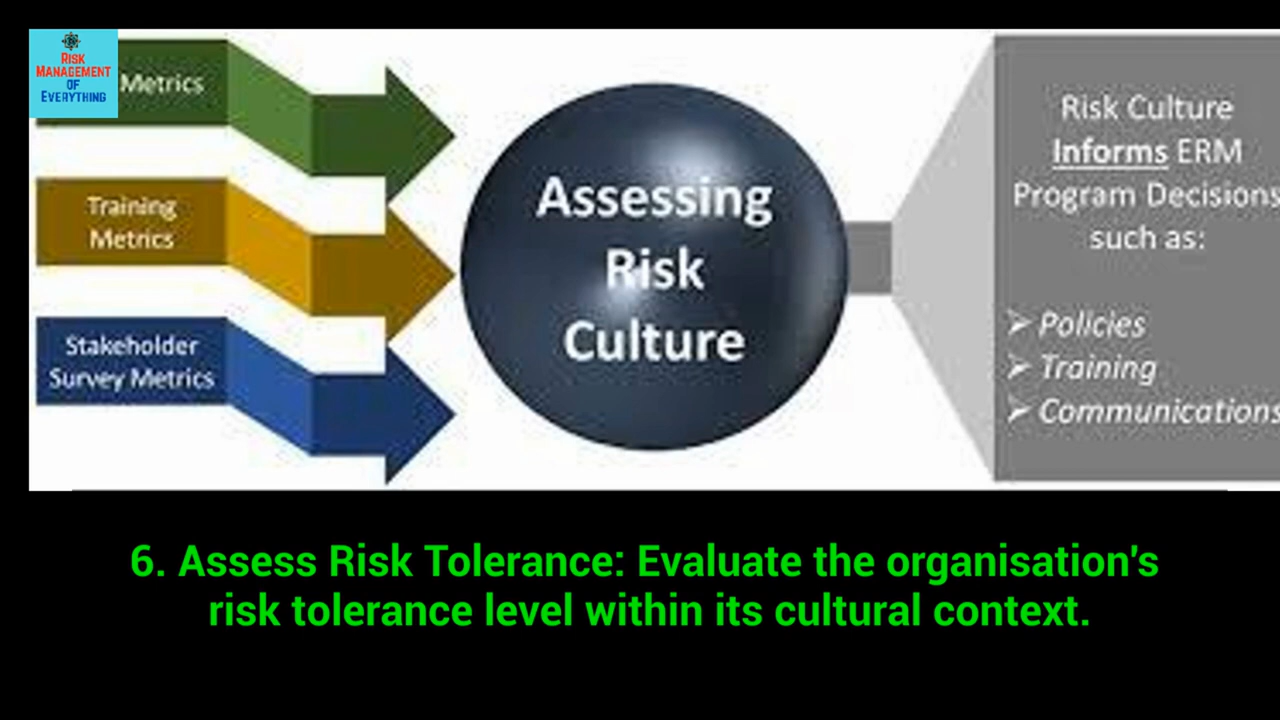 RISK
MANAGEMENT
OF
EVERYTHING
Metrics
Training
Metrics
Stakeholder
Survey Metrics
Assessing
Risk
Culture
Risk Culture
Informs ERM
Program Decisions
such as:
➢ Policies
➢ Training
➢ Communications
6. Assess Risk Tolerance: Evaluate the organisation's
risk tolerance level within its cultural context.